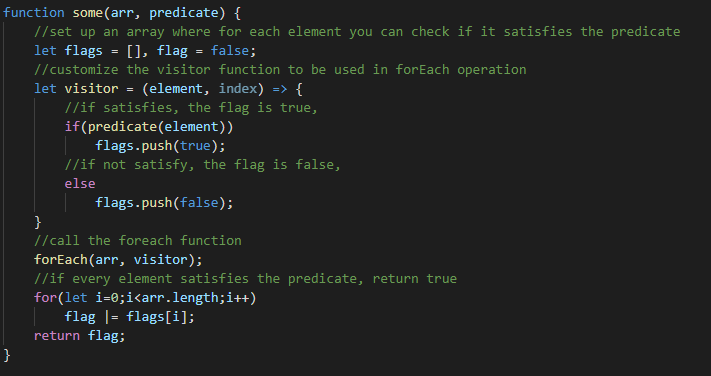 function some(arr, predicate) {
    //set up an array where for each element you can check if it satisfies the predicate
    let flags = [], flag = false;
    //customize the visitor function to be used in forEach operation
    let visitor = (element, index) => {
        //if satisfies, the flag is true,
        if(predicate(element))
            flags.push(true);
        //if not satisfy, the flag is false,
        else
            flags.push(false);
    }
    //call the foreach function
    forEach(arr, visitor);
    //if every element satisfies the predicate, return true
    for(let i=0;i<arr.length;i++)
        flag |= flags[i];
    return flag;
}